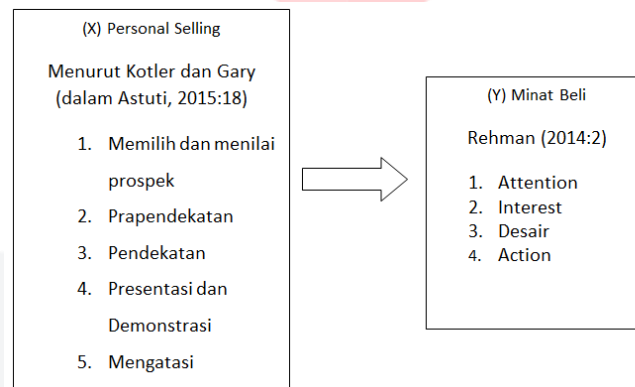 (X) Personal Selling
Menurut Kotler dan Gary
(dalam Astuti, 2015:18)
1. Memilih dan menilai
prospek
2. Prapendekatan
3. Pendekatan
4. Presentasi dan
Demonstrasi
5. Mengatasi
(Y) Minat Beli
Rehman (2014:2)
1. Attention
2. Interest
3. Desair
4. Action